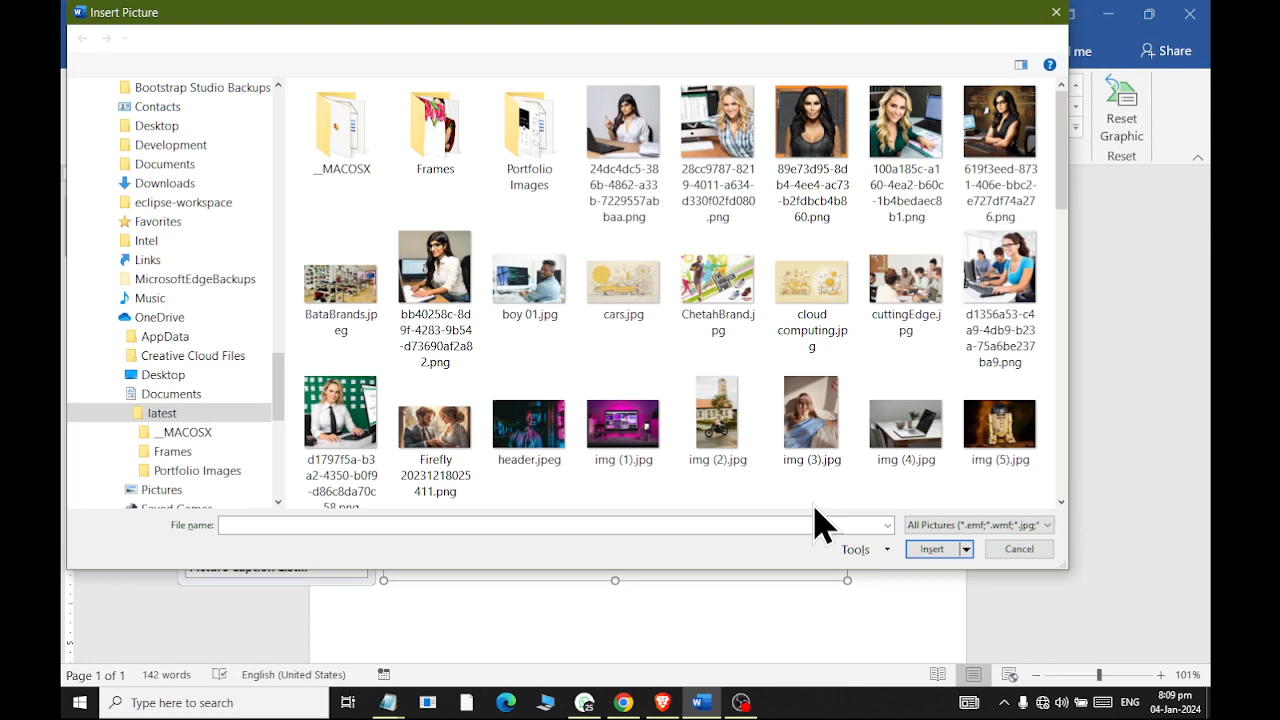 Insert Picture
me
Share
Reset
Graphic
Reset
Bootstrap Studio Backups
Contacts
Desktop
Development
Documents
Downloads
eclipse-workspace
Favorites
Intel
Links
MicrosoftEdgeBackups
Music
OneDrive
AppData
Creative Cloud Files
Desktop
Documents
latest
__MACOSX
Frames
Portfolio Images
Pictures
Saved Games
__MACOSX
Frames
Portfolio
Images
24dc4dc5-38
6b-4862-a33
b-7229557ab
baa.png
28cc9787-821
9-4011-a634-
d330f02fd080
.png
89e73d95-8d
b4-4ee4-ac73
-b2fdbcb4b8
60.png
100a185c-a1
60-4ea2-b60c
-1b4bedaec8
b1.png
619f3eed-873
1-406e-bbc2-
e727df74a27
6.png
BataBrands.jp
eg
bb40258c-8d
9f-4283-9b54
-d73690af2a8
2.png
boy 01.jpg
cars.jpg
ChetahBrand.j
pg
cloud
computing.jp
g
cuttingEdge.j
pg
d1356a53-c4
a9-4db9-b23
a-75a6be237
ba9.png
d1797f5a-b3
a2-4350-b0f9
-d86c8da70c
58.png
Firefly
20231218025
411.png
header.jpeg
img (1).jpg
img (2).jpg
img (3).jpg
img (4).jpg
img (5).jpg
File name:
All Pictures (*.emf;*.wmf;*.jpg;*
Tools
Insert
Cancel
Picture Caption List...
Page 1 of 1
142 words
English (United States)
101%
Type here to search
ENG
8:09 pm
04-Jan-2024